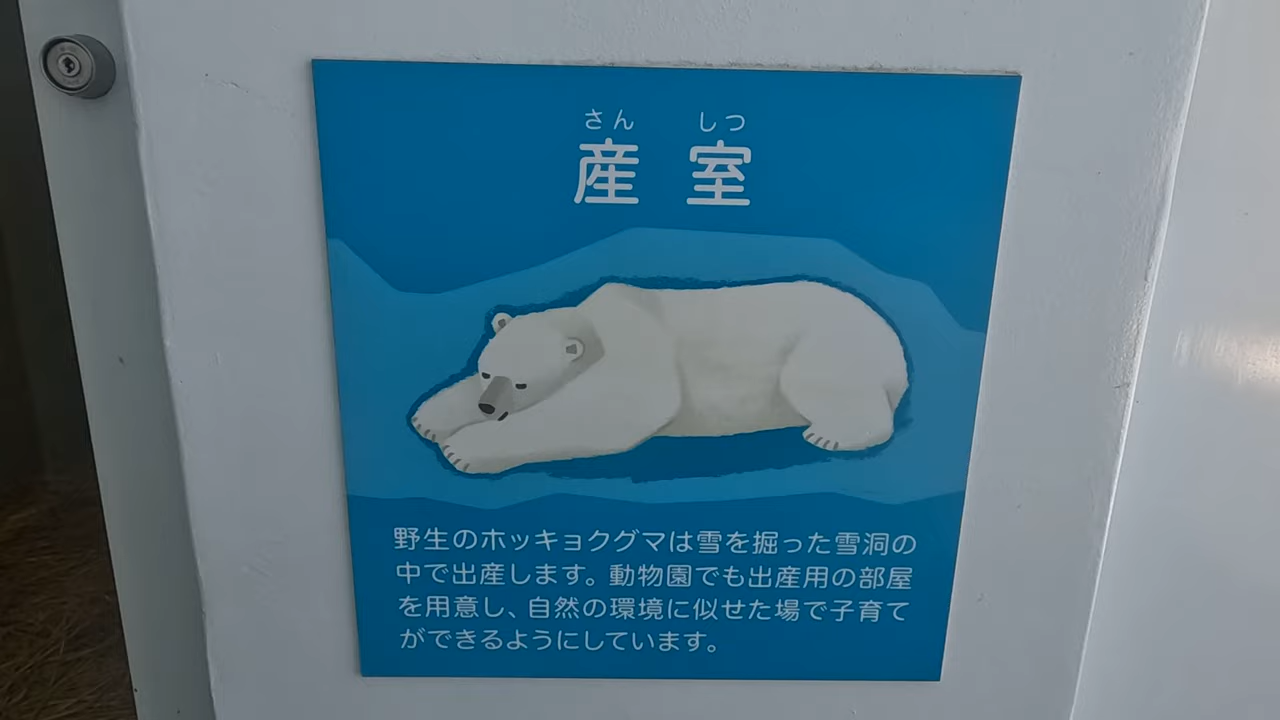 さん しつ
産 室
野生のホッキョクグマは雪を掘った雪洞の
中で出産します。動物園でも出産用の部屋
を用意し、自然の環境に似せた場で子育て
ができるようにしています。